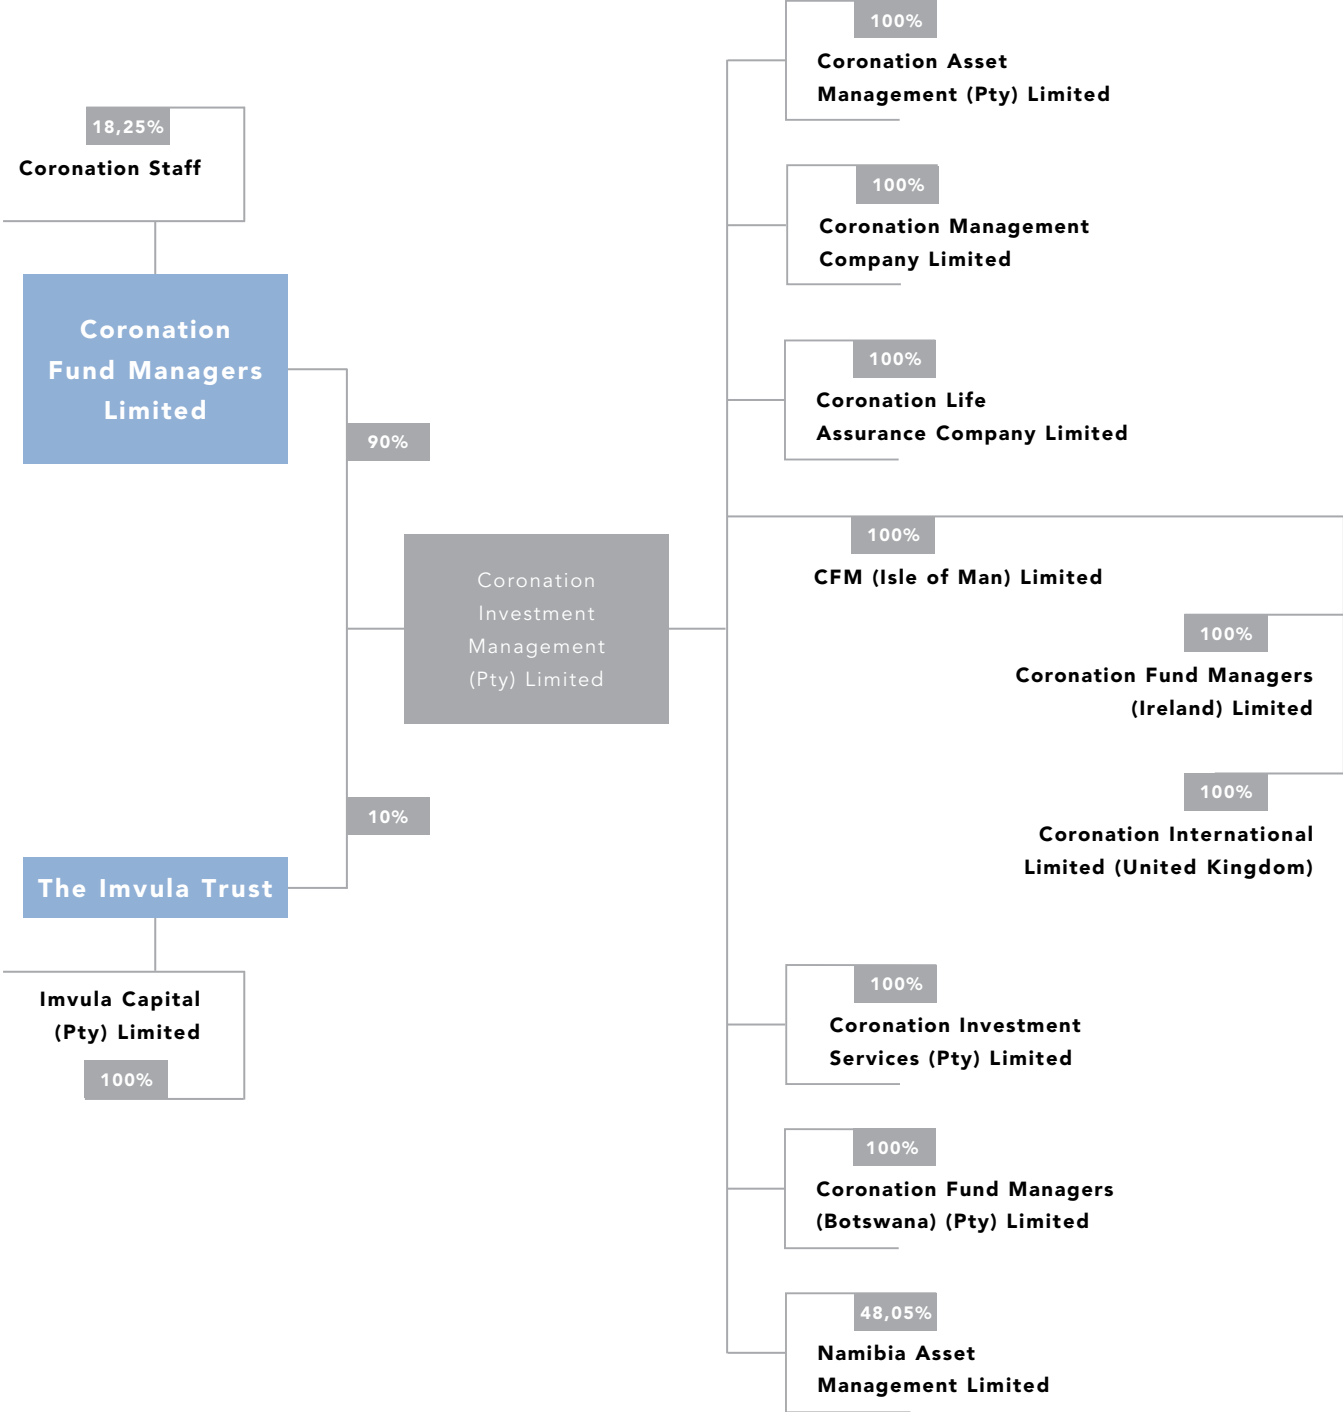 18,25%
Coronation Staff
Coronation
Fund Managers
Limited
90%
Coronation
Investment
Management
(Pty) Limited
10%
The Imvula Trust
Imvula Capital
(Pty) Limited
100%
100%
Coronation Asset
Management (Pty) Limited
100%
Coronation Management
Company Limited
100%
Coronation Life
Assurance Company Limited
100%
CFM (Isle of Man) Limited
100%
Coronation Fund Managers
(Ireland) Limited
100%
Coronation International
Limited (United Kingdom)
100%
Coronation Investment
Services (Pty) Limited
100%
Coronation Fund Managers
(Botswana) (Pty) Limited
48,05%
Namibia Asset
Management Limited